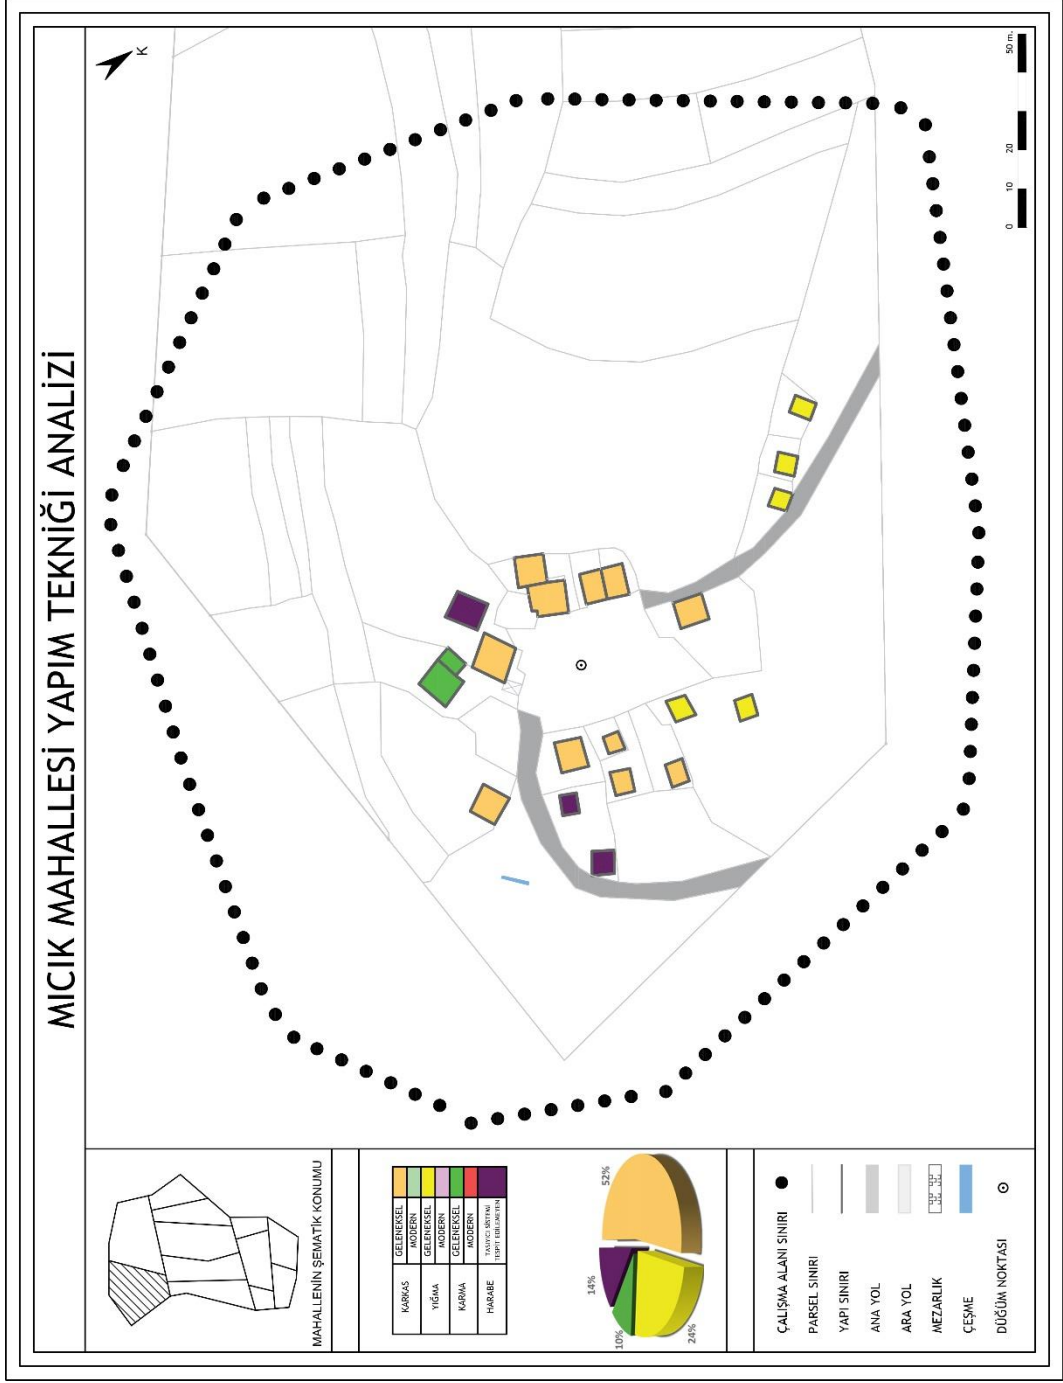 MICIK MAHALLESİ YAPIM TEKNİĞİ ANALİZİ
K
0 10 20 50 m.
MAHALLENİN ŞEMATİK KONUMU
KARKAS
GELENEKSEL
MODERN
YIĞMA
GELENEKSEL
MODERN
KARMA
GELENEKSEL
MODERN
HARABE
TAŞIYICI SİSTEMİ
TESPİT EDİLEMEYEN
52%
14%
10%
24%
ÇALIŞMA ALANI SINIRI
PARSEL SINIRI
YAPI SINIRI
ANA YOL
ARA YOL
MEZARLIK
ÇEŞME
DÜĞÜM NOKTASI